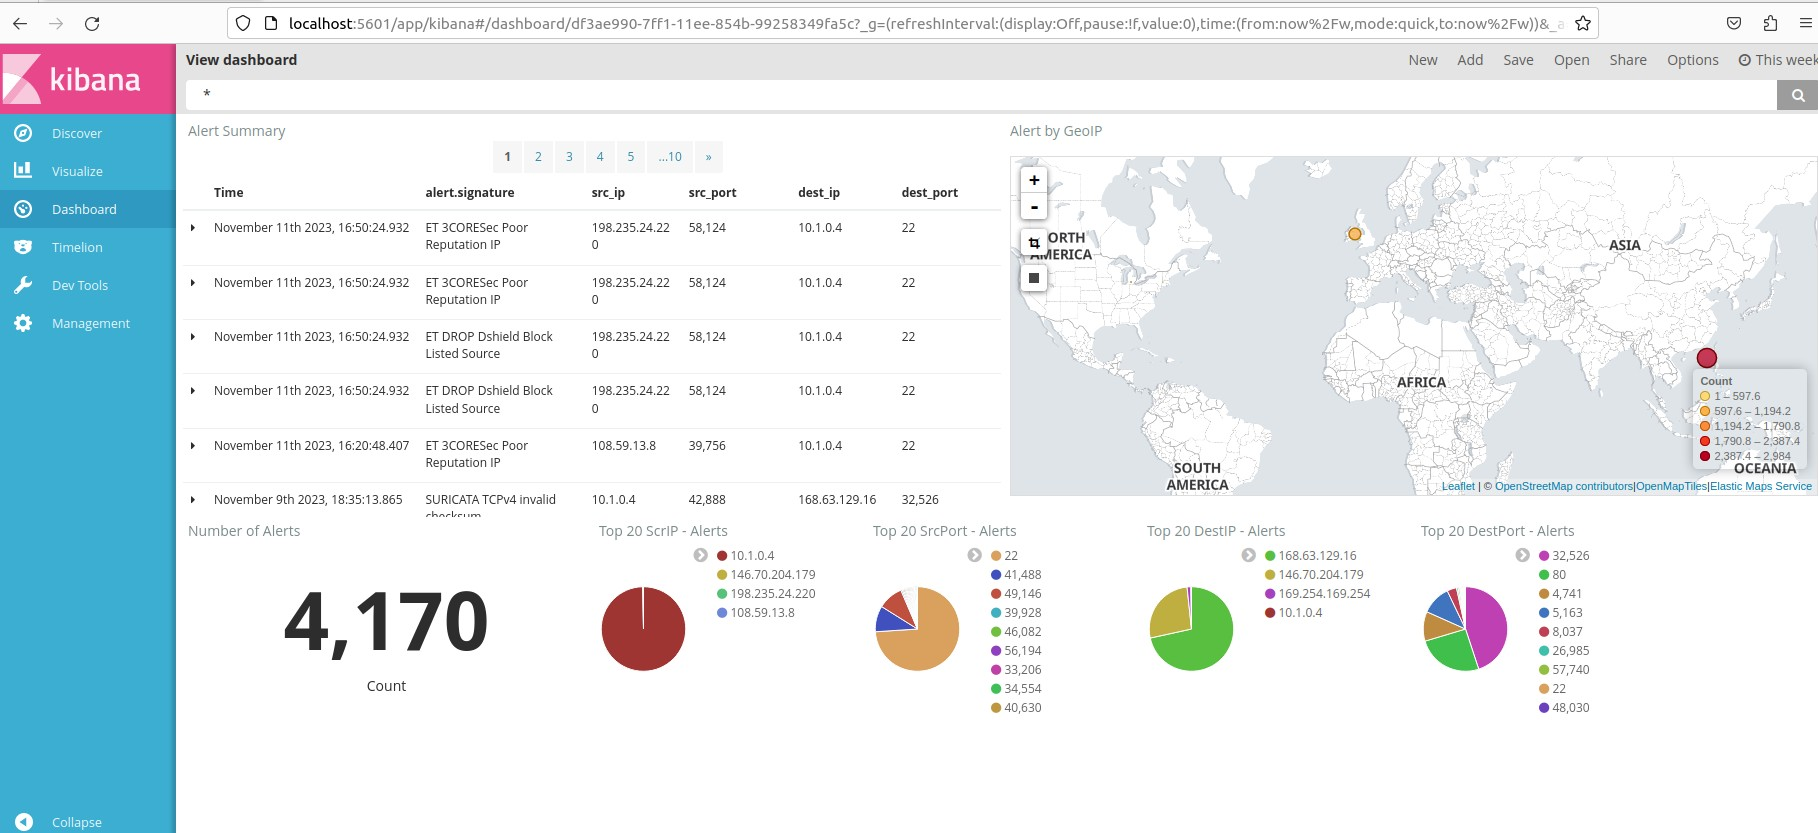 localhost:5601/app/kibana#/dashboard/df3ae990-7ff1-11ee-854b-99258349fa5c?_g=(refreshInterval:(display:Off,pause:!f,value:0),time:(from:now%2Fw,mode:quick,to:now%2Fw))&_a
kibana
Discover
Visualize
Dashboard
Timelion
Dev Tools
Management
Collapse
View dashboard
New Add Save Open Share Options This week
*
Alert Summary
1 2 3 4 5 ...10 »
Time alert.signature src_ip src_port dest_ip dest_port
November 11th 2023, 16:50:24.932 ET 3CORESec Poor 198.235.24.22 58,124 10.1.0.4 22
Reputation IP 0
November 11th 2023, 16:50:24.932 ET 3CORESec Poor 198.235.24.22 58,124 10.1.0.4 22
Reputation IP 0
November 11th 2023, 16:50:24.932 ET DROP Dshield Block 198.235.24.22 58,124 10.1.0.4 22
Listed Source 0
November 11th 2023, 16:50:24.932 ET DROP Dshield Block 198.235.24.22 58,124 10.1.0.4 22
Listed Source 0
November 11th 2023, 16:20:48.407 ET 3CORESec Poor 108.59.13.8 39,756 10.1.0.4 22
Reputation IP
November 9th 2023, 18:35:13.865 SURICATA TCPv4 invalid 10.1.0.4 42,888 168.63.129.16 32,526
checksum
Alert by GeoIP
+
-
ORTH
AMERICA
ASIA
AFRICA
SOUTH
AMERICA
OCEANIA
Count
1 – 597.6
597.6 – 1,194.2
1,194.2 – 1,790.8
1,790.8 – 2,387.4
2,387.4 – 2,984
Leaflet | © OpenStreetMap contributors|OpenMapTiles|Elastic Maps Service
Number of Alerts
4,170
Count
Top 20 ScrIP - Alerts
10.1.0.4
146.70.204.179
198.235.24.220
108.59.13.8
Top 20 SrcPort - Alerts
22
41,488
49,146
39,928
46,082
56,194
33,206
34,554
40,630
Top 20 DestIP - Alerts
168.63.129.16
146.70.204.179
169.254.169.254
10.1.0.4
Top 20 DestPort - Alerts
32,526
80
4,741
5,163
8,037
26,985
57,740
22
48,030